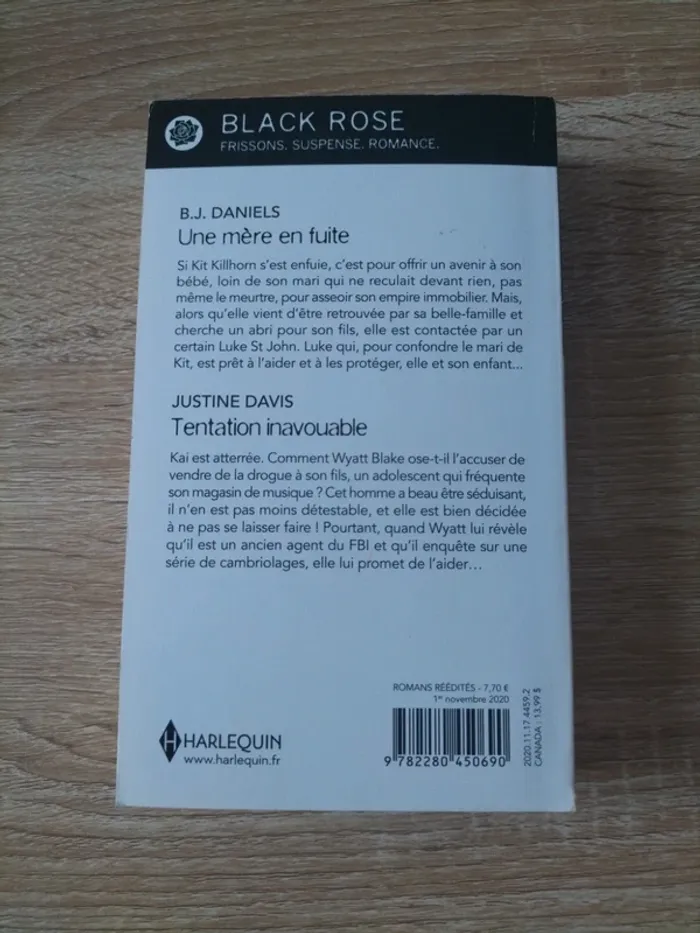 BLACK ROSE
FRISSONS. SUSPENSE. ROMANCE.
B.J. DANIELS
Une mère en fuite
Si Kit Killhorn s'est enfuie, c'est pour offrir un avenir à son
bébé, loin de son mari qui ne reculait devant rien, pas
même le meurtre, pour asseoir son empire immobilier. Mais,
alors qu'elle vient d'être retrouvée par sa belle-famille et
cherche un abri pour son fils, elle est contactée par un
certain Luke St John. Luke qui, pour confondre le mari de
Kit, est prêt à l'aider et à les protéger, elle et son enfant...
JUSTINE DAVIS
Tentation inavouable
Kai est atterrée. Comment Wyatt Blake ose-t-il l'accuser de
vendre de la drogue à son fils, un adolescent qui fréquente
son magasin de musique ? Cet homme a beau être séduisant,
il n'en est pas moins détestable, et elle est bien décidée
à ne pas se laisser faire ! Pourtant, quand Wyatt lui révèle
qu'il est un ancien agent du FBI et qu'il enquête sur une
série de cambriolages, elle lui promet de l'aider...
ROMANS RÉÉDITÉS - 7,70 €
1er novembre 2020
9 782280 450690
2020.11.17.4459.2
CANADA : 13,99 $
H HARLEQUIN
www.harlequin.fr